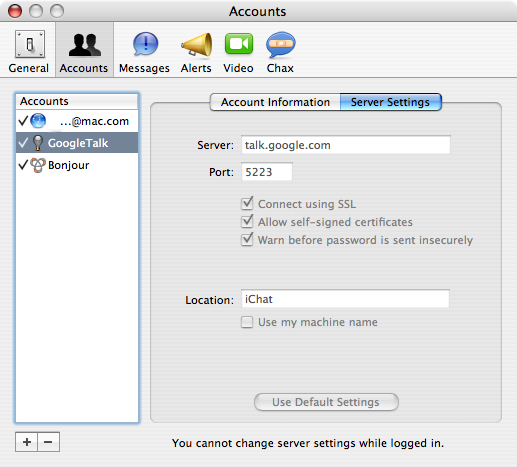 Accounts
General Accounts Messages Alerts Video Chax
Accounts
...@mac.com
GoogleTalk
Bonjour
Account Information Server Settings
Server: talk.google.com
Port: 5223
Connect using SSL
Allow self-signed certificates
Warn before password is sent insecurely
Location: iChat
Use my machine name
Use Default Settings
You cannot change server settings while logged in.